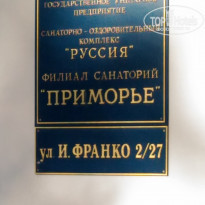 ГОСУДАРСТВЕННОЕ УНИТАРНОЕ
ПРЕДПРИЯТИЕ
САНАТОРНО - ОЗДОРОВИТЕЛЬНЫЙ
КОМПЛЕКС
"РУССИЯ"
ФИЛИАЛ САНАТОРИЙ
"ПРИМОРЬЕ"
ул И. ФРАНКО 2/27